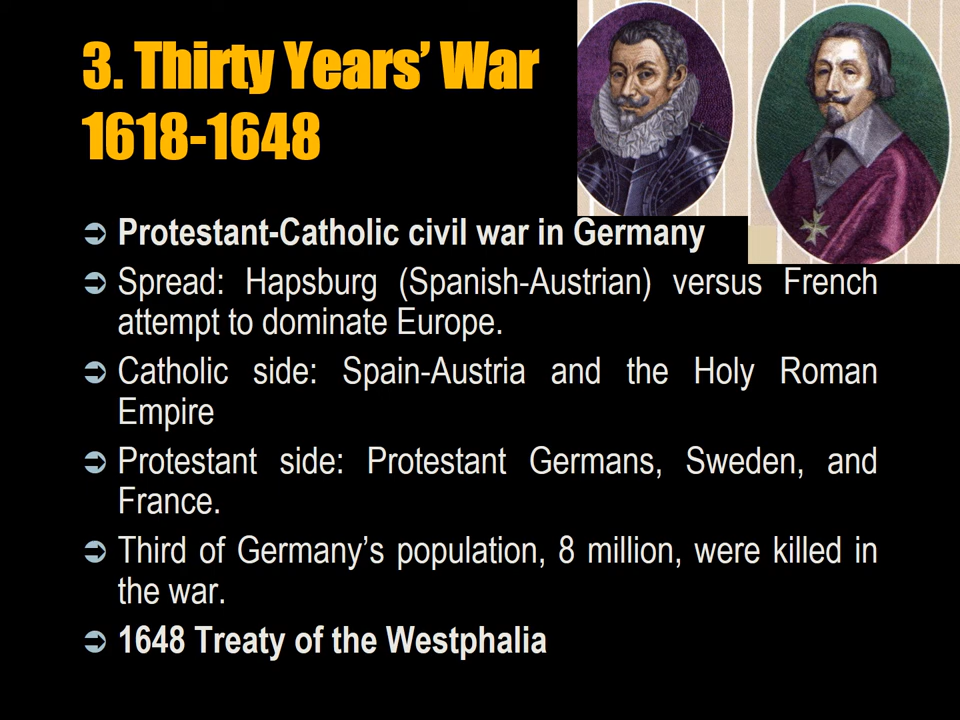 3. Thirty Years’ War
1618-1648
Protestant-Catholic civil war in Germany
Spread: Hapsburg (Spanish-Austrian) versus French
attempt to dominate Europe.
Catholic side: Spain-Austria and the Holy Roman
Empire
Protestant side: Protestant Germans, Sweden, and
France.
Third of Germany’s population, 8 million, were killed in
the war.
1648 Treaty of the Westphalia